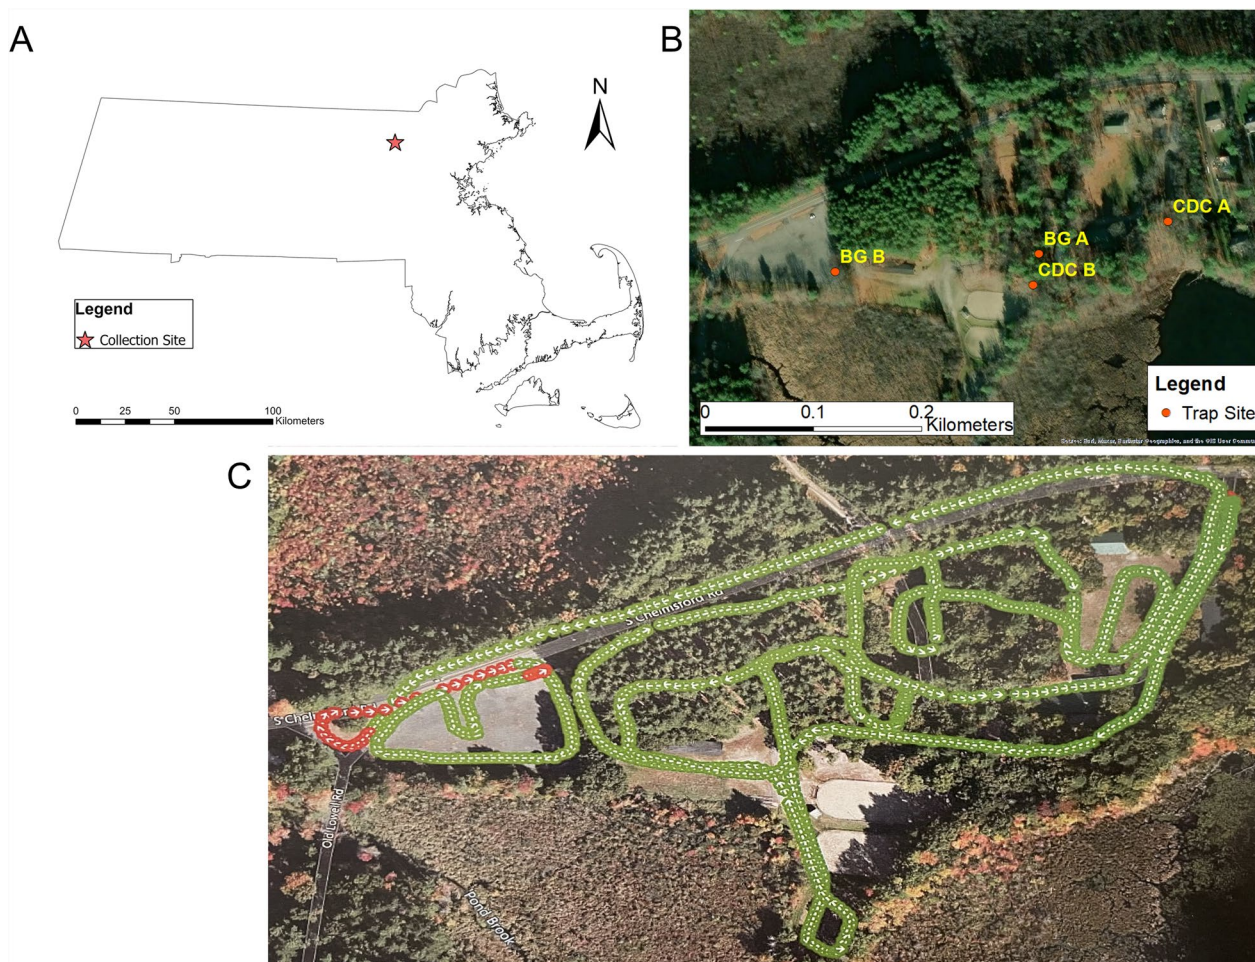 A
N
Legend
Collection Site
0 25 50 100
Kilometers
B
CDC A
BG A
CDC B
BG B
0 0.1 0.2
Kilometers
Legend
Trap Site
C
S Chelmsford Rd
Old Lowell Rd
Pond Brook